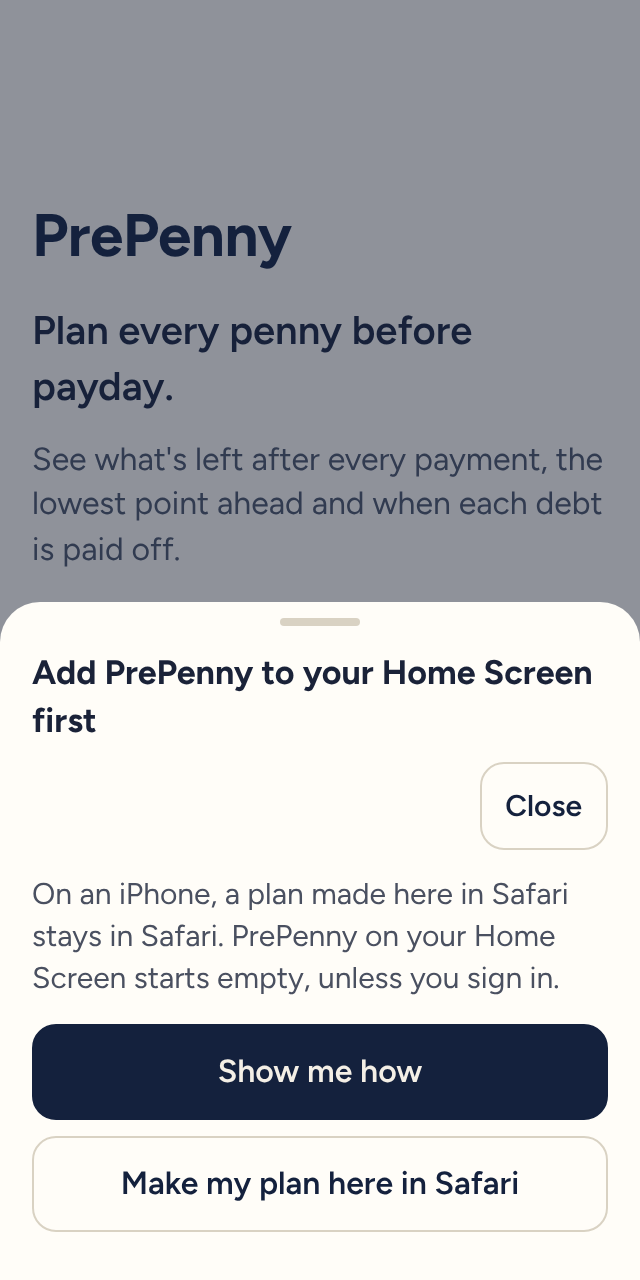 PrePenny
Plan every penny before
payday.
See what's left after every payment, the
lowest point ahead and when each debt
is paid off.
Add PrePenny to your Home Screen
first
Close
On an iPhone, a plan made here in Safari
stays in Safari. PrePenny on your Home
Screen starts empty, unless you sign in.
Show me how
Make my plan here in Safari